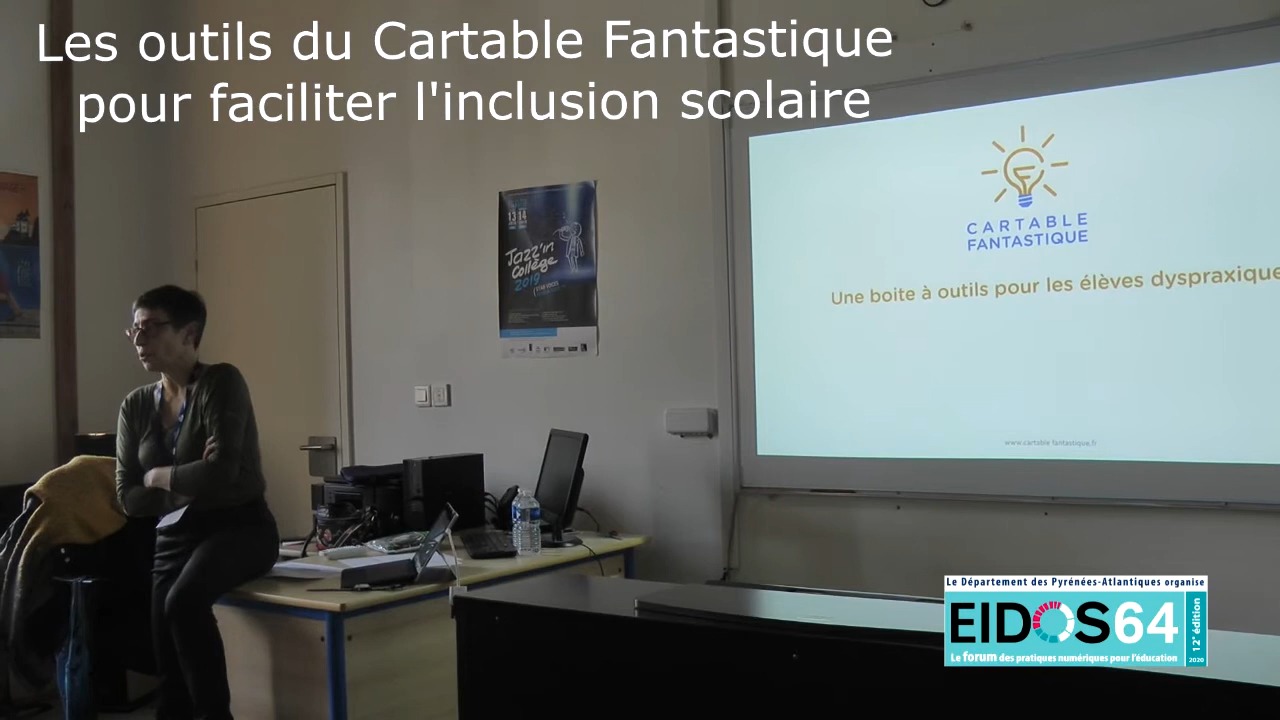 Les outils du Cartable Fantastique
pour faciliter l'inclusion scolaire
13 14
Jazz'in
Collège
2019
CARTABLE
FANTASTIQUE
Une boite à outils pour les élèves dyspraxique
www.cartable fantastique.fr
Le Département des Pyrénées-Atlantiques organise
EIDOS64
Le forum des pratiques numériques pour l'éducation
12e édition
2020